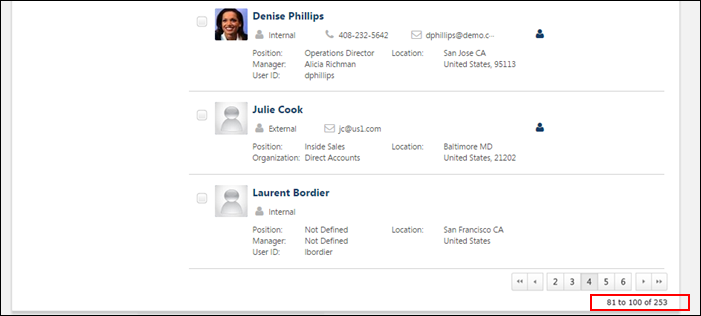 Denise Phillips
Internal 408-232-5642 dphillips@demo.c...
Position: Operations Director Location: San Jose CA
Manager: Alicia Richman United States, 95113
User ID: dphillips
Julie Cook
External jc@us1.com
Position: Inside Sales Location: Baltimore MD
Organization: Direct Accounts United States, 21202
Laurent Bordier
Internal
Position: Not Defined Location: San Francisco CA
Manager: Not Defined United States
User ID: lbordier
2 3 4 5 6
81 to 100 of 253